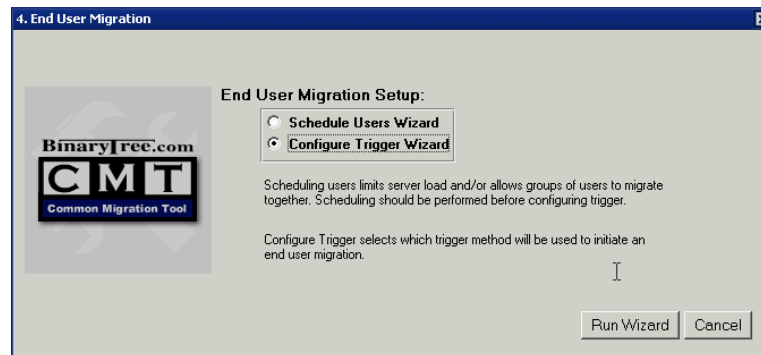 4. End User Migration
End User Migration Setup:
Schedule Users Wizard
Configure Trigger Wizard
BinaryTree.com
CMT
Common Migration Tool
Scheduling users limits server load and/or allows groups of users to migrate
together. Scheduling should be performed before configuring trigger.
Configure Trigger selects which trigger method will be used to initiate an
end user migration.
Run Wizard
Cancel